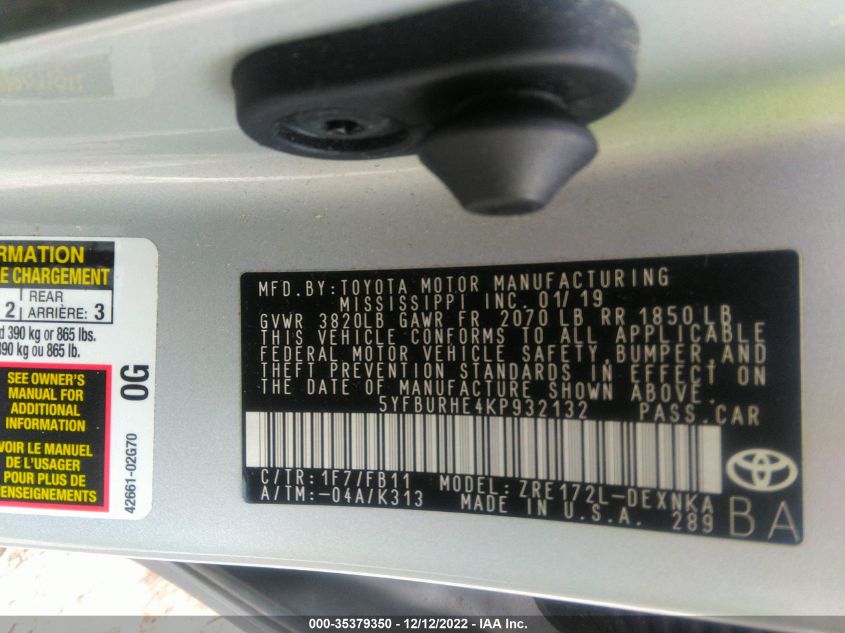 RMATION
E CHARGEMENT
2 REAR ARRIÈRE: 3
390 kg or 865 lbs.
390 kg ou 865 lb.
SEE OWNER'S
MANUAL FOR
ADDITIONAL
INFORMATION
VOIR LE MANUEL
DE L'USAGER
POUR PLUS DE
RENSEIGNEMENTS
OG
42661-02G70
MFD.BY:TOYOTA MOTOR MANUFACTURING
MISSISSIPPI INC.01/19
GVWR 3820LB GAWR FR 2070 LB RR 1850 LB
THIS VEHICLE CONFORMS TO ALL APPLICABLE
FEDERAL MOTOR VEHICLE SAFETY,BUMPER,AND
THEFT PREVENTION STANDARDS IN EFFECT ON
THE DATE OF MANUFACTURE SHOWN ABOVE.
5YFBURHE4KP932132 PASS.CAR
C/TR:1F7/FB11 MODEL:ZRE172L-DEXNKA
A/TM:-04A/K313 MADE IN U.S.A. 289
BA
000-35379350 - 12/12/2022 - IAA Inc.